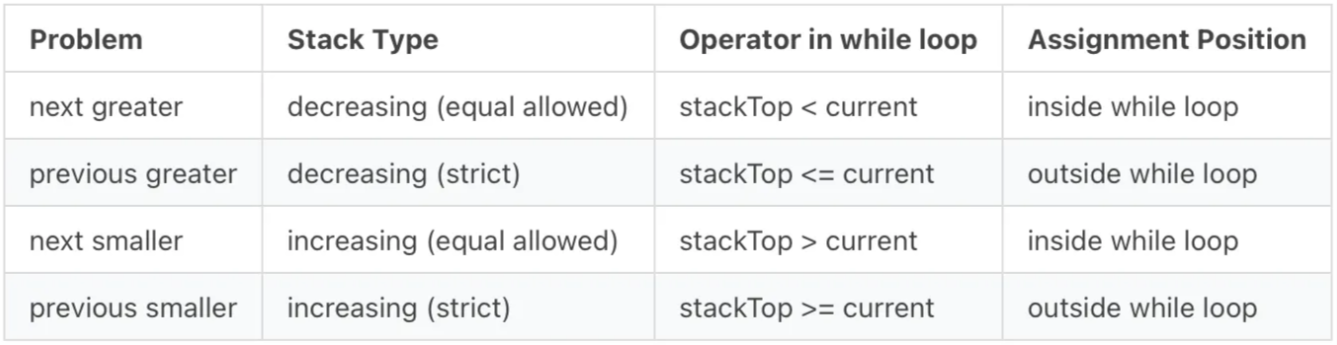 Problem Stack Type Operator in while loop Assignment Position
next greater decreasing (equal allowed) stackTop < current inside while loop
previous greater decreasing (strict) stackTop <= current outside while loop
next smaller increasing (equal allowed) stackTop > current inside while loop
previous smaller increasing (strict) stackTop >= current outside while loop